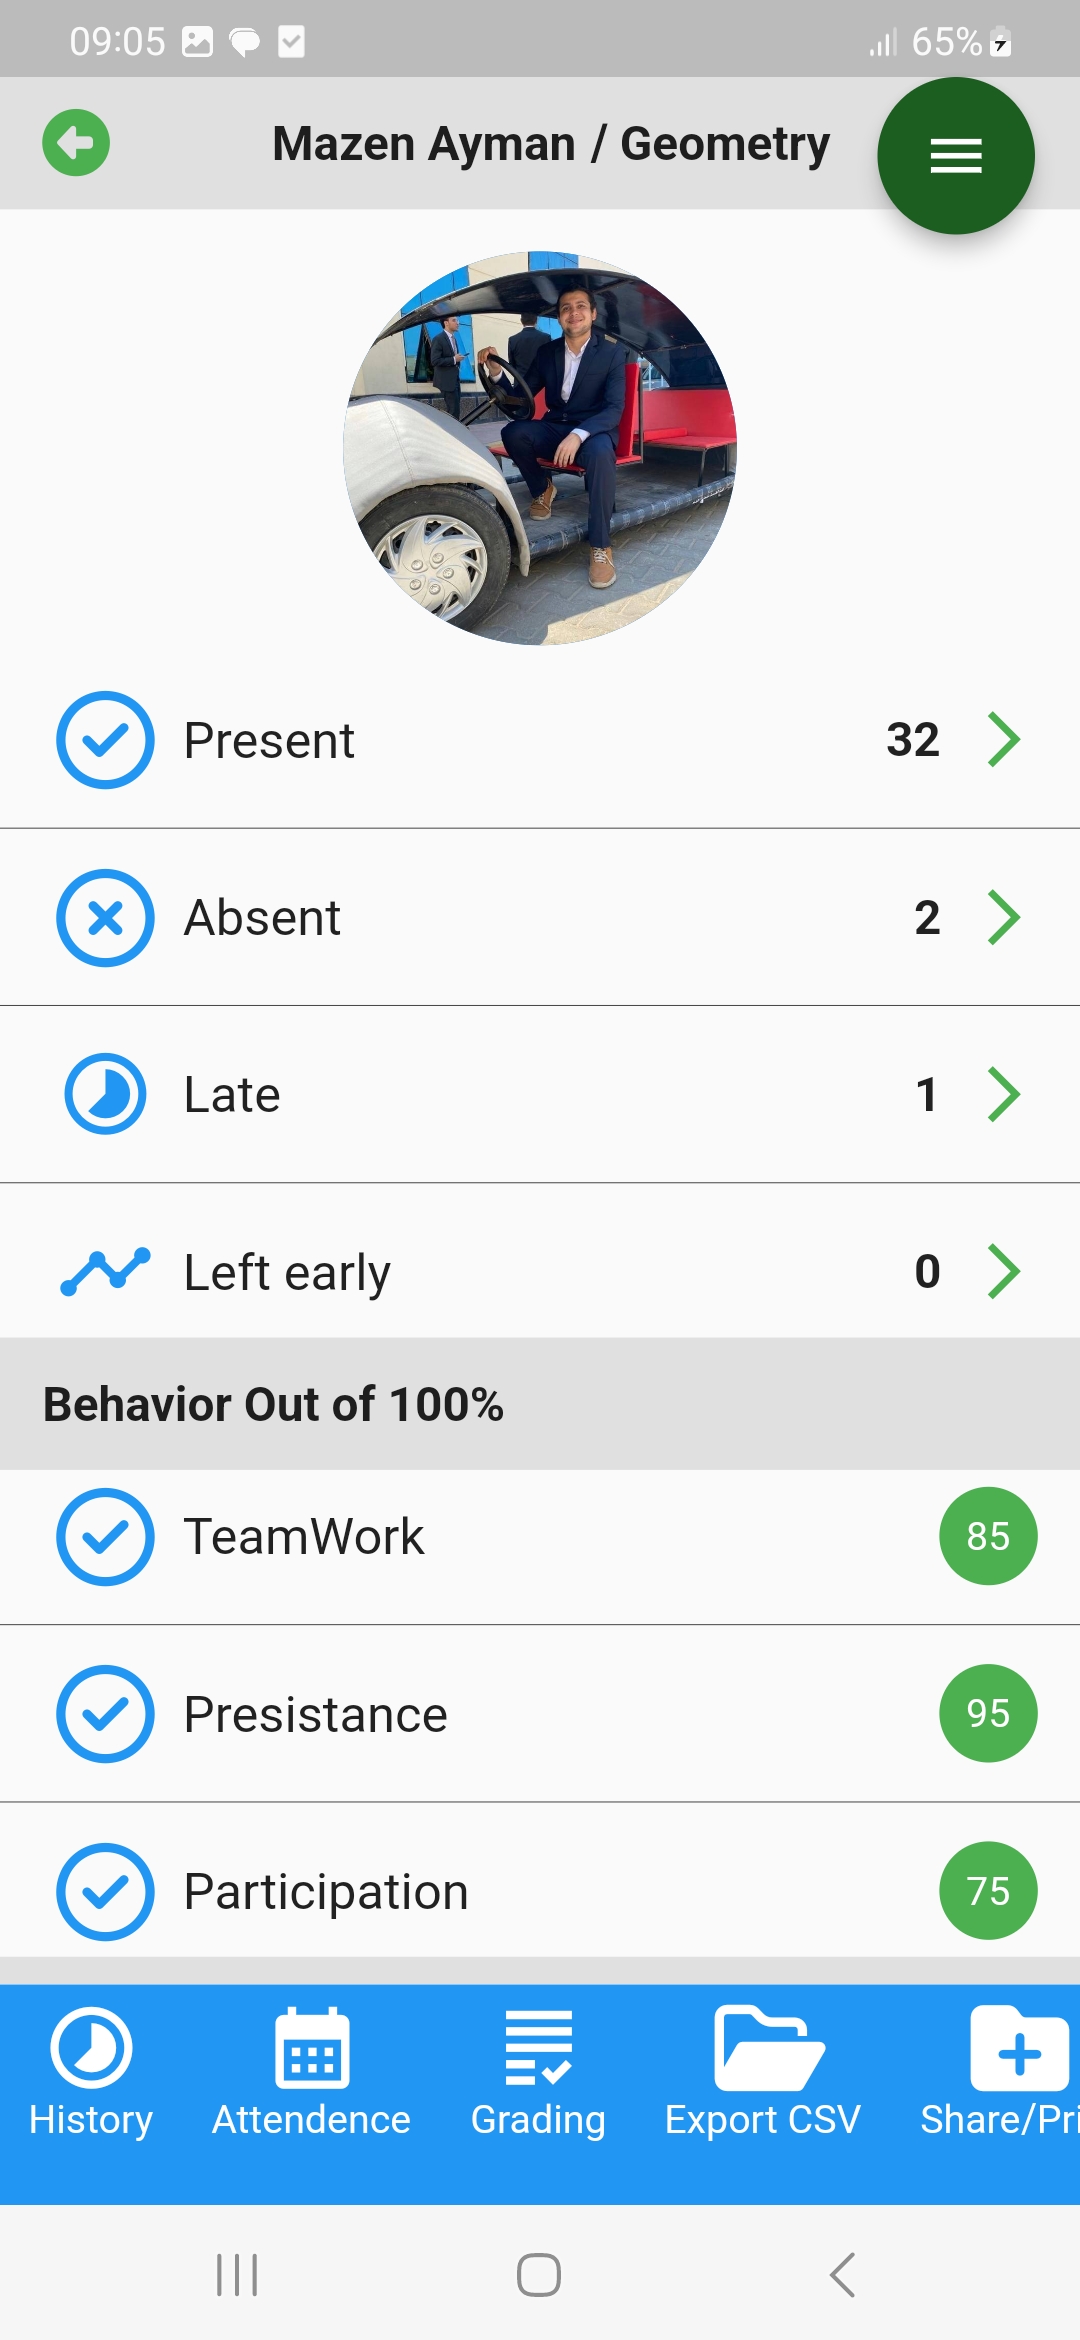 09:05 65%
Mazen Ayman / Geometry
Present 32
Absent 2
Late 1
Left early 0
Behavior Out of 100%
TeamWork 85
Presistance 95
Participation 75
History Attendence Grading Export CSV Share/Pri